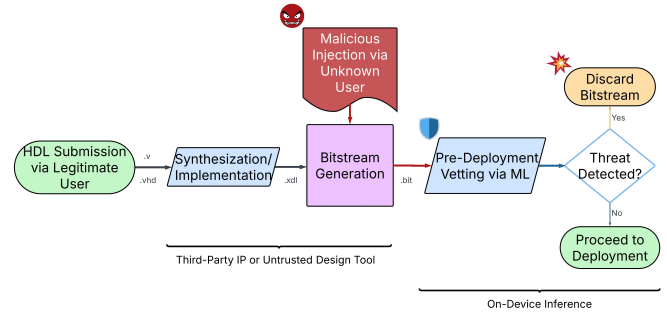 Malicious
Injection via
Unknown
User
Discard
Bitstream
Yes
HDL Submission
via Legitimate
User
.v
.vhd
Synthesization/
Implementation
.xdl
Bitstream
Generation
.bit
Pre-Deployment
Vetting via ML
Threat
Detected?
No
Proceed to
Deployment
Third-Party IP or Untrusted Design Tool
On-Device Inference